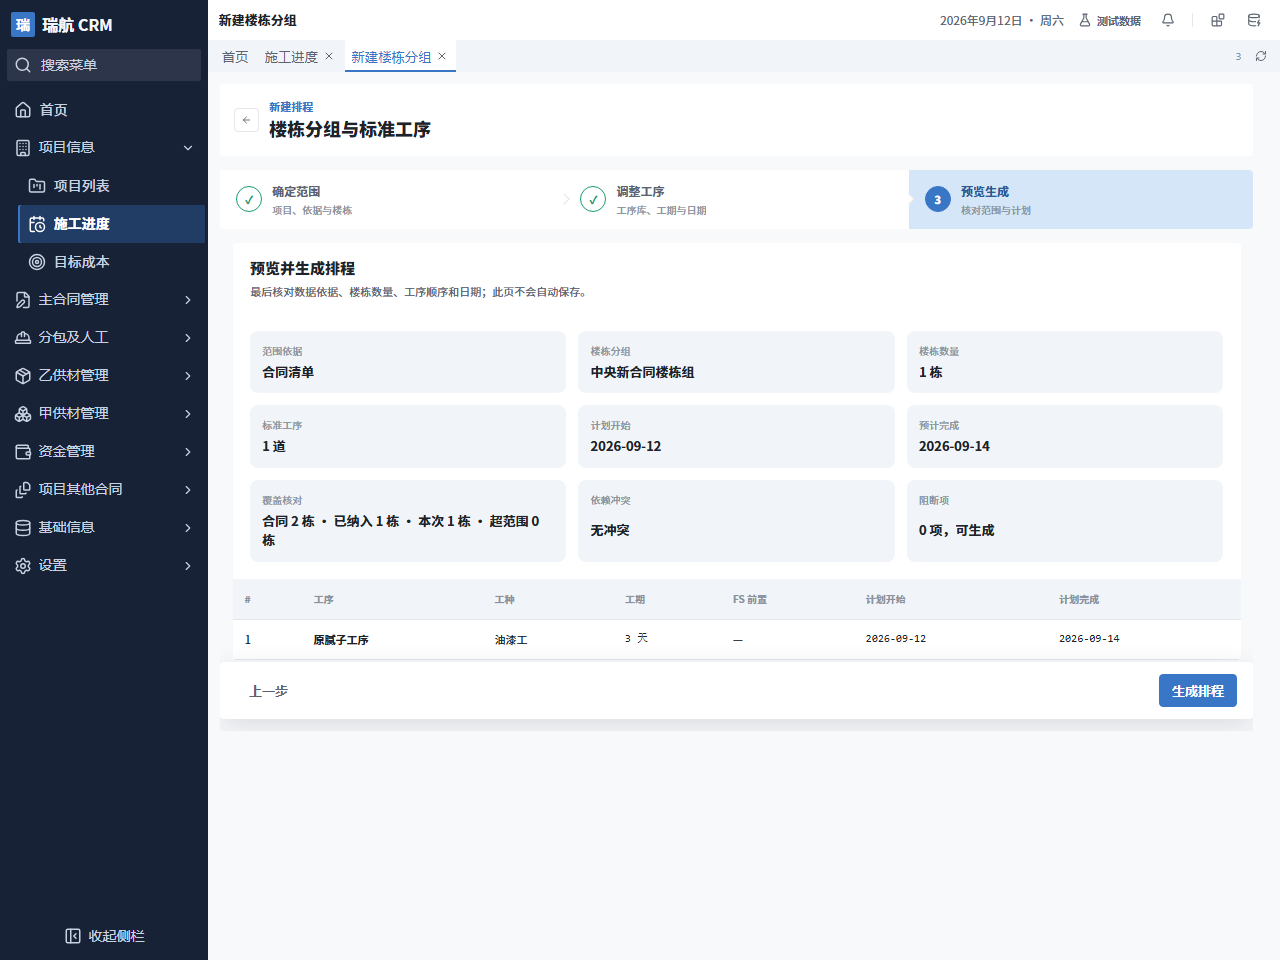 瑞 瑞航 CRM
搜索菜单
首页
项目信息
项目列表
施工进度
目标成本
主合同管理
分包及人工
乙供材管理
甲供材管理
资金管理
项目其他合同
基础信息
设置
收起侧栏
新建楼栋分组
2026年9月12日 • 周六 测试数据
首页 施工进度 × 新建楼栋分组 × 3
新建排程
楼栋分组与标准工序
确定范围
项目、依据与楼栋
调整工序
工序库、工期与日期
3 预览生成
核对范围与计划
预览并生成排程
最后核对数据依据、楼栋数量、工序顺序和日期；此页不会自动保存。
范围依据 楼栋分组 楼栋数量
合同清单 中央新合同楼栋组 1 栋
标准工序 计划开始 预计完成
1 道 2026-09-12 2026-09-14
覆盖核对 依赖冲突 阻断项
合同 2 栋 • 已纳入 1 栋 • 本次 1 栋 • 超范围 0
栋
无冲突 0 项，可生成
# 工序 工种 工期 FS 前置 计划开始 计划完成
1 原腻子工序 油漆工 3 天 — 2026-09-12 2026-09-14
上一步 生成排程